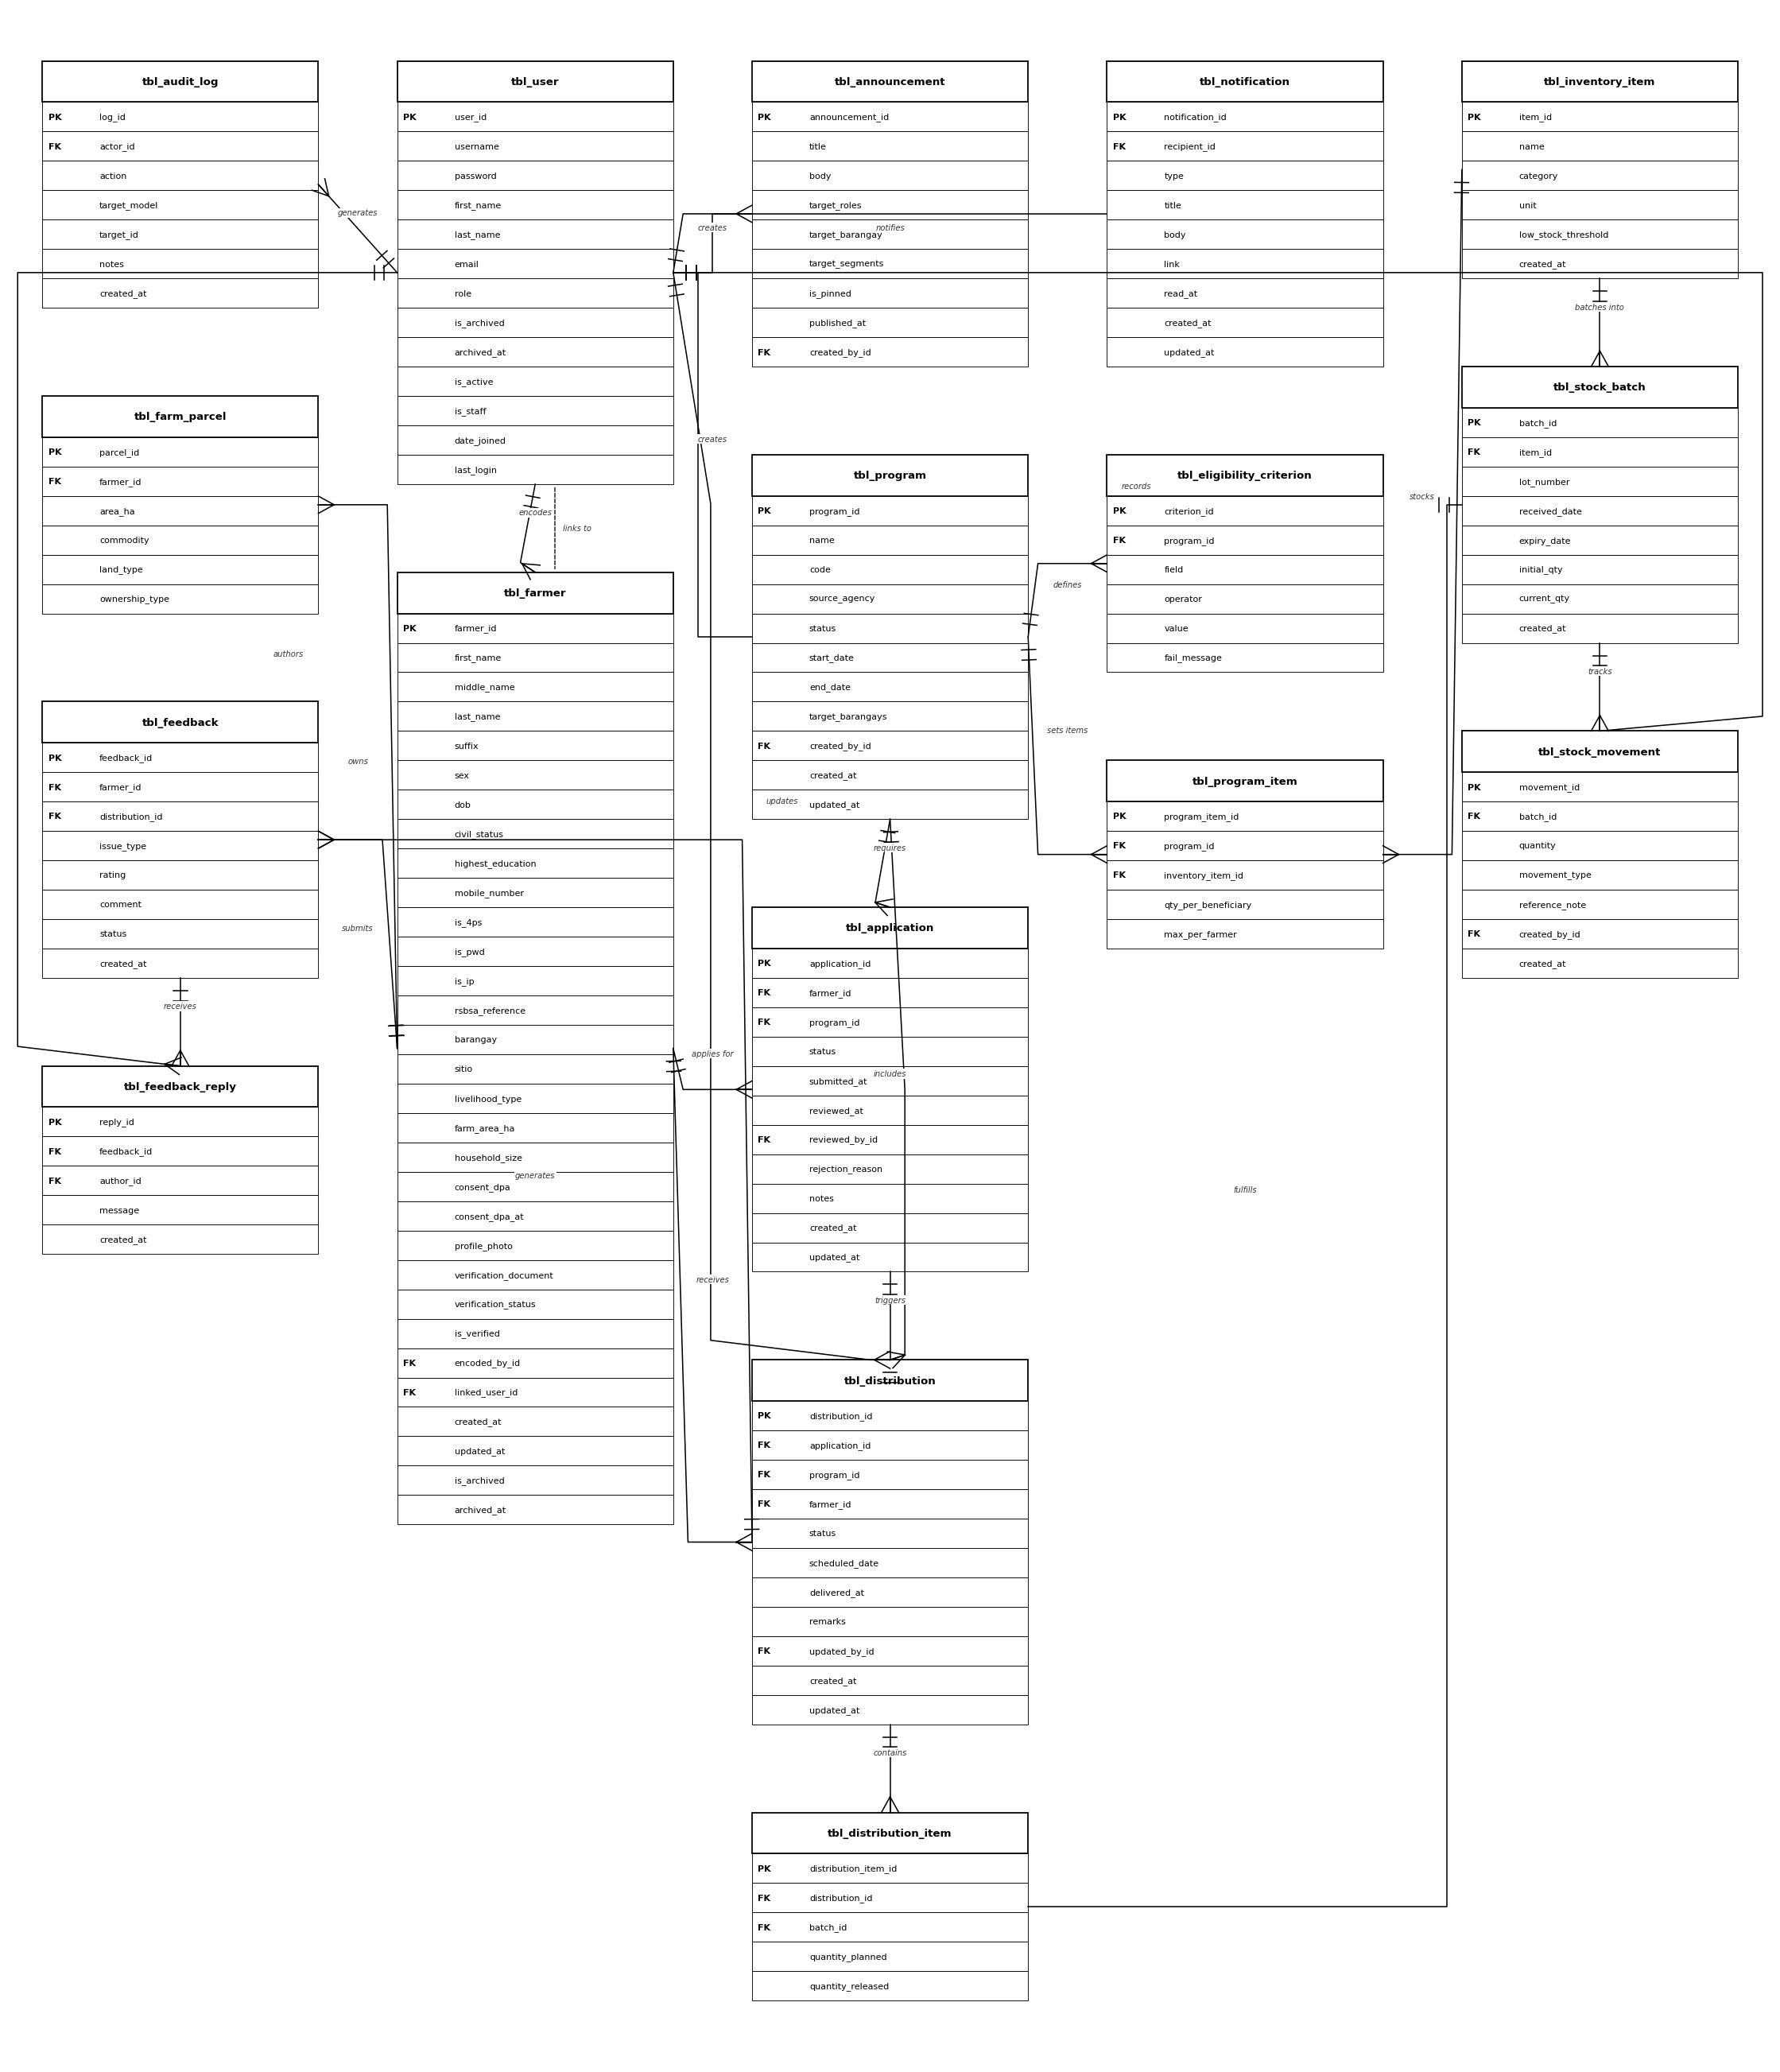 tbl_audit_log
PK log_id
FK actor_id
action
target_model
target_id
notes
created_at
tbl_user
PK user_id
username
password
first_name
last_name
email
role
is_archived
archived_at
is_active
is_staff
date_joined
last_login
tbl_announcement
PK announcement_id
title
body
target_roles
target_barangay
target_segments
is_pinned
published_at
FK created_by_id
tbl_notification
PK notification_id
FK recipient_id
type
title
body
link
read_at
created_at
updated_at
tbl_inventory_item
PK item_id
name
category
unit
low_stock_threshold
created_at
generates
creates
notifies
batches into
creates
encodes
links to
records
stocks
defines
tbl_farm_parcel
PK parcel_id
FK farmer_id
area_ha
commodity
land_type
ownership_type
tbl_farmer
PK farmer_id
first_name
middle_name
last_name
suffix
sex
dob
civil_status
highest_education
mobile_number
is_4ps
is_pwd
is_ip
rsbsa_reference
barangay
sitio
livelihood_type
farm_area_ha
household_size
generates
consent_dpa
consent_dpa_at
profile_photo
verification_document
verification_status
is_verified
FK encoded_by_id
FK linked_user_id
created_at
updated_at
is_archived
archived_at
tbl_program
PK program_id
name
code
source_agency
status
start_date
end_date
target_barangays
FK created_by_id
created_at
updates
updated_at
tbl_eligibility_criterion
PK criterion_id
FK program_id
field
operator
value
fail_message
tbl_stock_batch
PK batch_id
FK item_id
lot_number
received_date
expiry_date
initial_qty
current_qty
created_at
tracks
authors
owns
sets items
requires
submits
tbl_feedback
PK feedback_id
FK farmer_id
FK distribution_id
issue_type
rating
comment
status
created_at
receives
tbl_program_item
PK program_item_id
FK program_id
FK inventory_item_id
qty_per_beneficiary
max_per_farmer
tbl_stock_movement
PK movement_id
FK batch_id
quantity
movement_type
reference_note
FK created_by_id
created_at
tbl_feedback_reply
PK reply_id
FK feedback_id
FK author_id
message
created_at
applies for
tbl_application
PK application_id
FK farmer_id
FK program_id
status
includes
submitted_at
reviewed_at
FK reviewed_by_id
rejection_reason
notes
created_at
updated_at
fulfills
receives
triggers
tbl_distribution
PK distribution_id
FK application_id
FK program_id
FK farmer_id
status
scheduled_date
delivered_at
remarks
FK updated_by_id
created_at
updated_at
contains
tbl_distribution_item
PK distribution_item_id
FK distribution_id
FK batch_id
quantity_planned
quantity_released